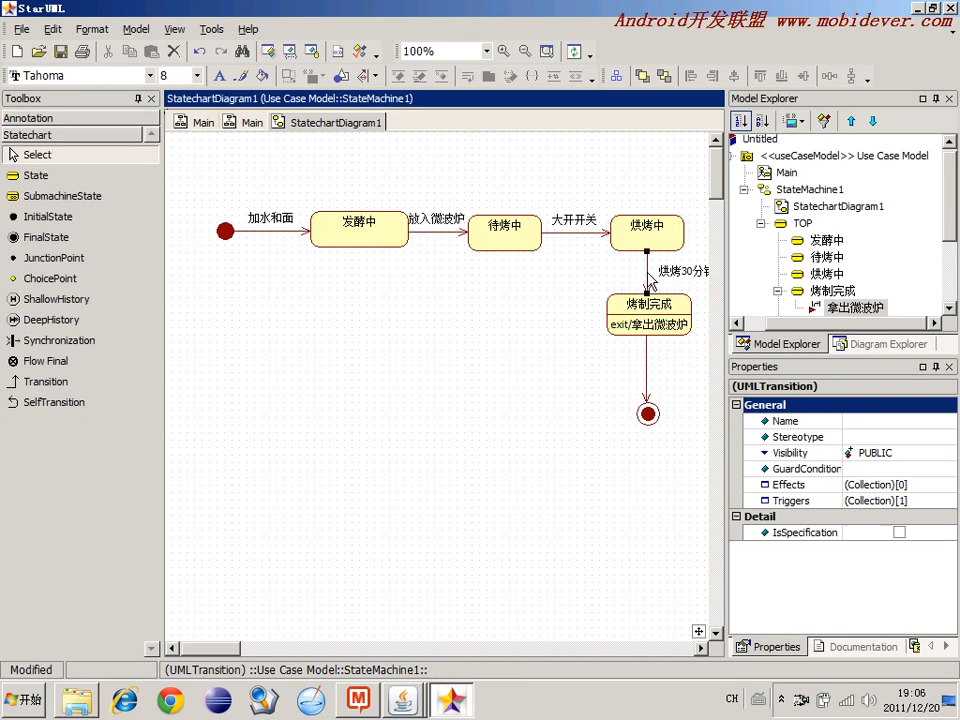 StarUML
Android开发联盟 www.mobidever.com
File Edit Format Model View Tools Help
100%
Tahoma 8
Toolbox
StatechartDiagram1 (Use Case Model::StateMachine1)
Model Explorer
Annotation
Statechart
Main Main StatechartDiagram1
Select
State
SubmachineState
InitialState
FinalState
JunctionPoint
ChoicePoint
ShallowHistory
DeepHistory
Synchronization
Flow Final
Transition
SelfTransition
加水和面
发酵中
放入微波炉
待烤中
大开开关
烘烤中
烘烤30分钟
烤制完成
exit/拿出微波炉
Untitled
<<useCaseModel>> Use Case Model
Main
StateMachine1
StatechartDiagram1
TOP
发酵中
待烤中
烘烤中
烤制完成
拿出微波炉
Model Explorer Diagram Explorer
Properties
(UMLTransition)
General
Name
Stereotype
Visibility PUBLIC
GuardCondition
Effects (Collection)[0]
Triggers (Collection)[1]
Detail
IsSpecification
Properties Documentation
Modified
(UMLTransition) ::Use Case Model::StateMachine1::
开始
CH
19:06
2011/12/20